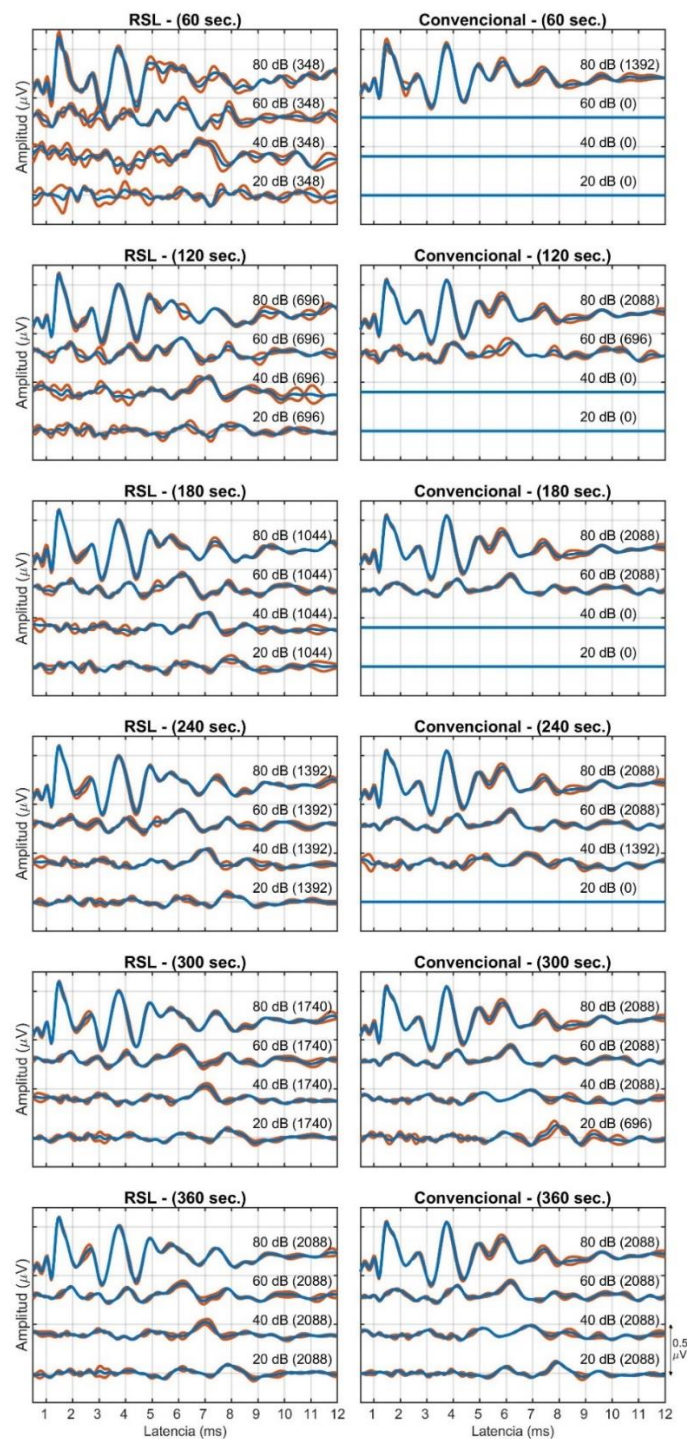 RSL - (60 sec.)
Convencional - (60 sec.)
Amplitud (μV)
80 dB (348)
60 dB (348)
40 dB (348)
20 dB (348)
80 dB (1392)
60 dB (0)
40 dB (0)
20 dB (0)
RSL - (120 sec.)
Convencional - (120 sec.)
Amplitud (μV)
80 dB (696)
60 dB (696)
40 dB (696)
20 dB (696)
80 dB (2088)
60 dB (696)
40 dB (0)
20 dB (0)
RSL - (180 sec.)
Convencional - (180 sec.)
Amplitud (μV)
80 dB (1044)
60 dB (1044)
40 dB (1044)
20 dB (1044)
80 dB (2088)
60 dB (2088)
40 dB (0)
20 dB (0)
RSL - (240 sec.)
Convencional - (240 sec.)
Amplitud (μV)
80 dB (1392)
60 dB (1392)
40 dB (1392)
20 dB (1392)
80 dB (2088)
60 dB (2088)
40 dB (1392)
20 dB (0)
RSL - (300 sec.)
Convencional - (300 sec.)
Amplitud (μV)
80 dB (1740)
60 dB (1740)
40 dB (1740)
20 dB (1740)
80 dB (2088)
60 dB (2088)
40 dB (2088)
20 dB (696)
RSL - (360 sec.)
Convencional - (360 sec.)
Amplitud (μV)
80 dB (2088)
60 dB (2088)
40 dB (2088)
20 dB (2088)
80 dB (2088)
60 dB (2088)
40 dB (2088)
20 dB (2088)
0.5
μV
1 2 3 4 5 6 7 8 9 10 11 12
1 2 3 4 5 6 7 8 9 10 11 12
Latencia (ms)
Latencia (ms)